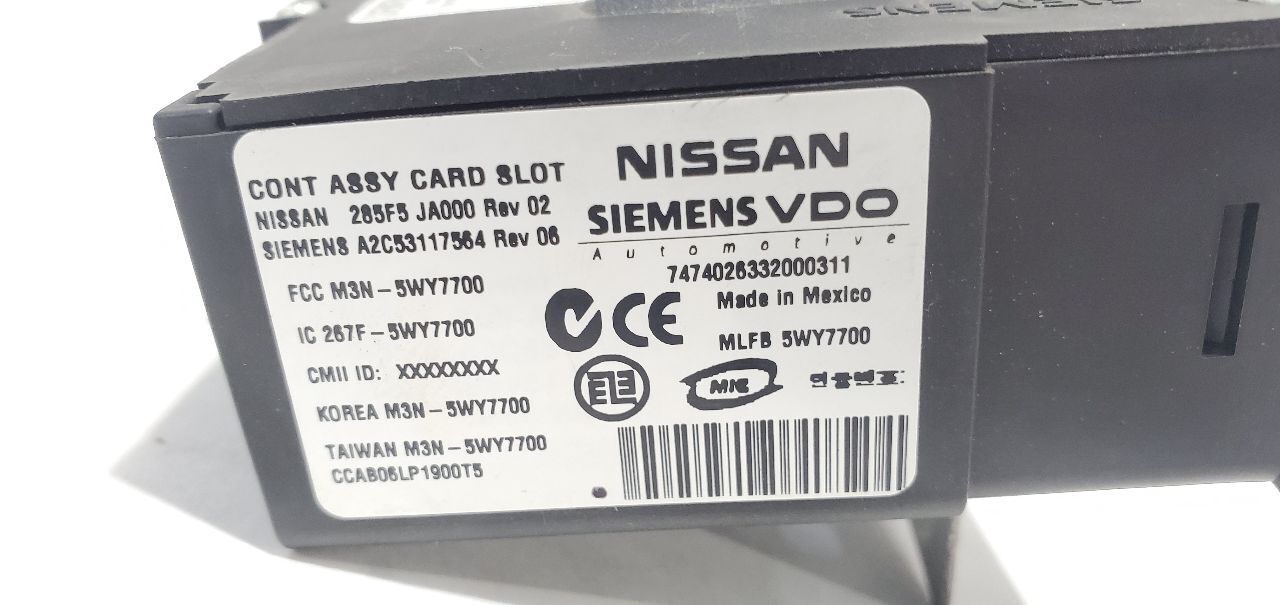 SIEMENS
CONT ASSY CARD SLOT
NISSAN 285F5 JA000 Rev 02
SIEMENS A2C53117564 Rev 06
FCC M3N-5WY7700
IC 267F-5WY7700
CMII ID: XXXXXXXX
KOREA M3N-5WY7700
TAIWAN M3N-5WY7700
CCAB06LP1900T5
NISSAN
SIEMENS VDO
Automotive
7474026332000311
Made in Mexico
CE
MLFB 5WY7700
MIC